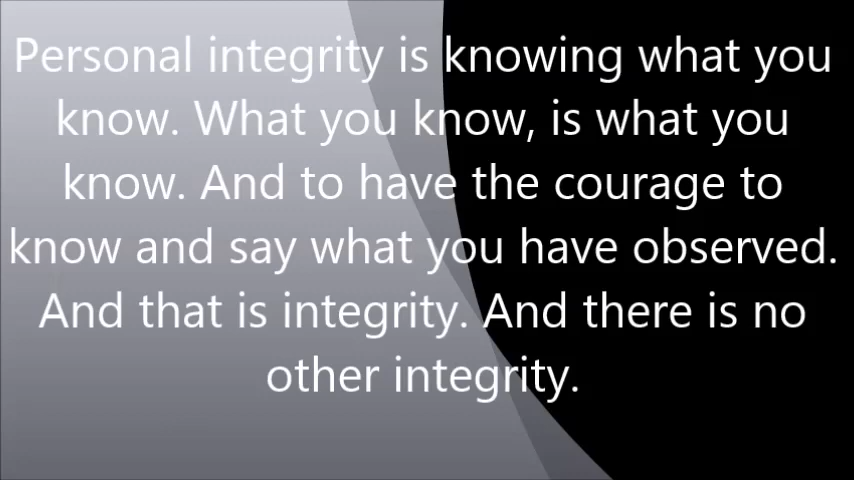 Personal integrity is knowing what you
know. What you know, is what you
know. And to have the courage to
know and say what you have observed.
And that is integrity. And there is no
other integrity.